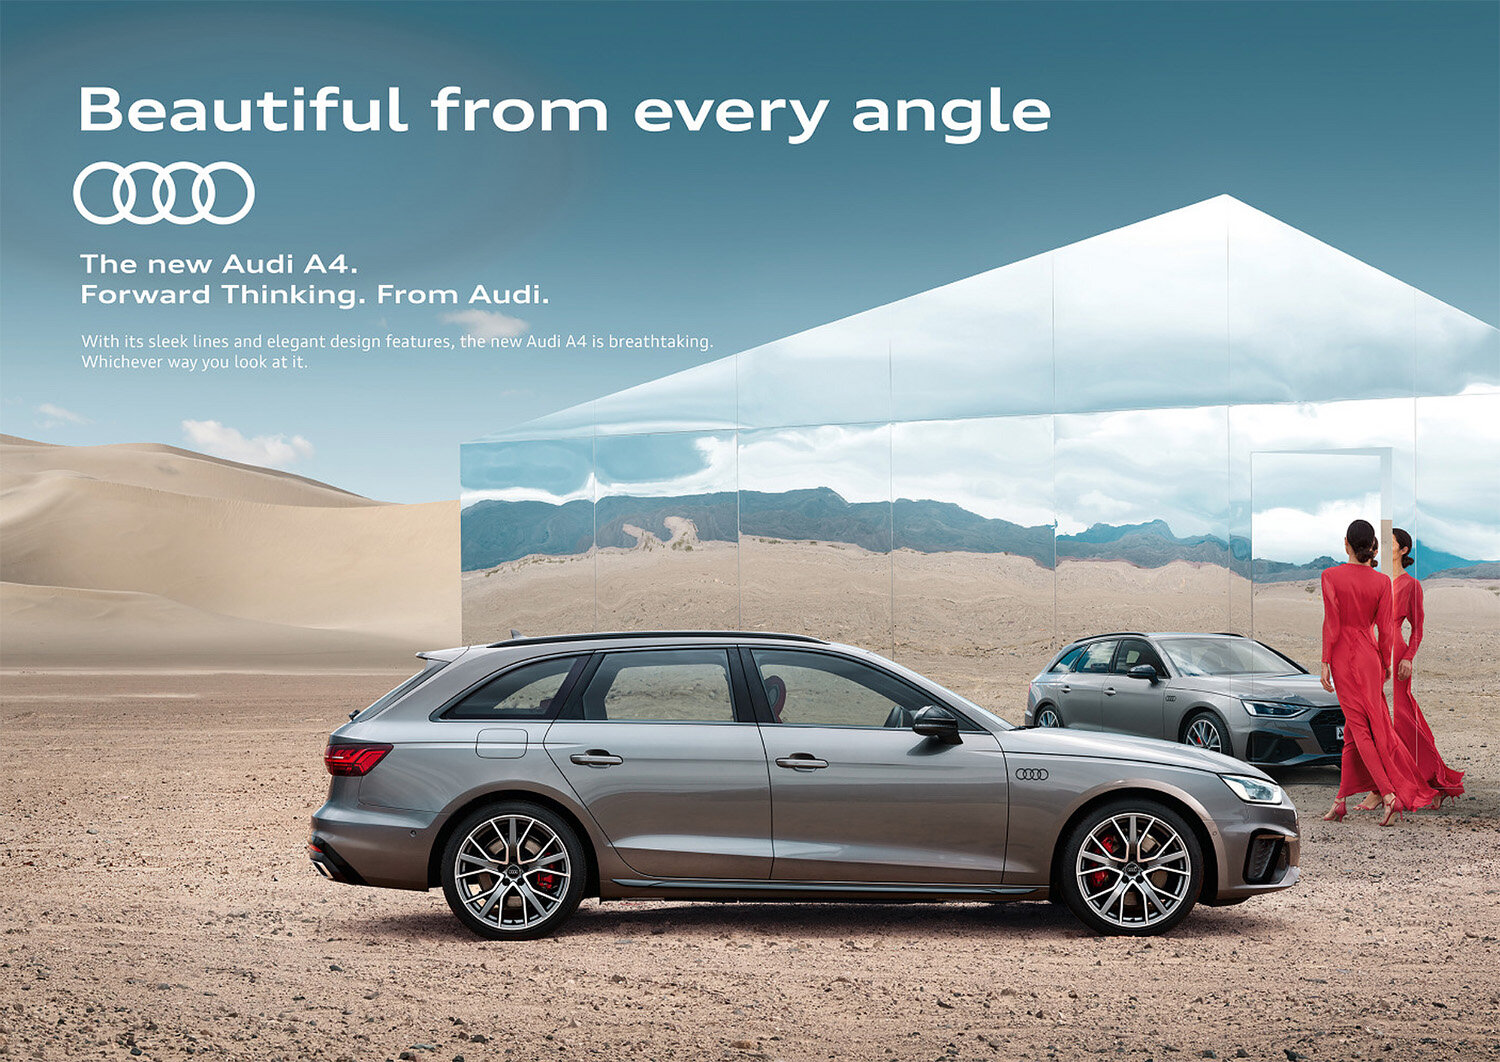 Beautiful from every angle
The new Audi A4.
Forward Thinking. From Audi.
With its sleek lines and elegant design features, the new Audi A4 is breathtaking.
Whichever way you look at it.